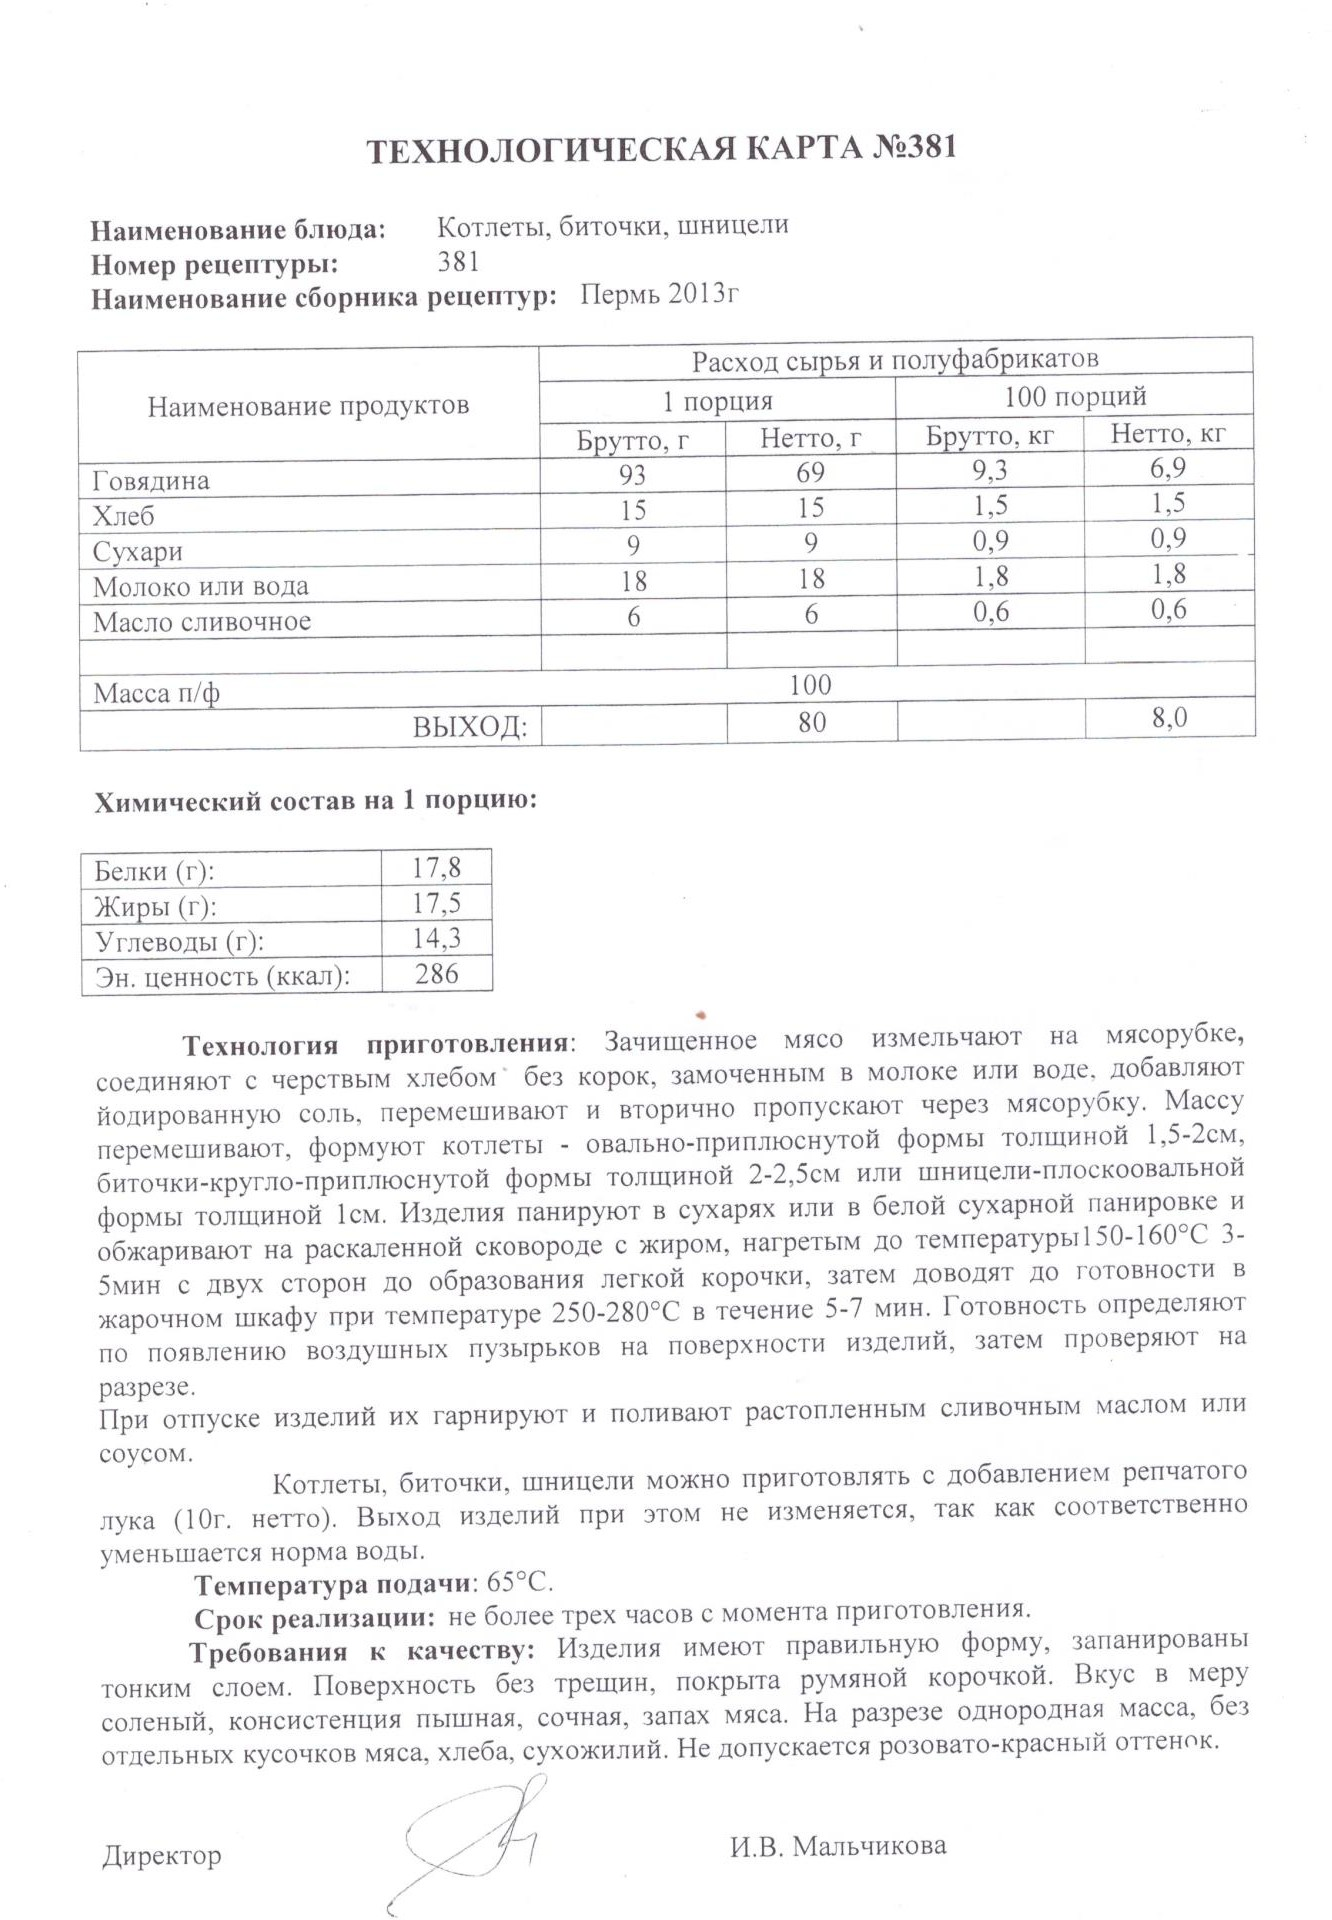 ТЕХНОЛОГИЧЕСКАЯ КАРТА №381
Наименование блюда: Котлеты, биточки, шницели
Номер рецептуры: 381
Наименование сборника рецептур: Пермь 2013г
Наименование продуктов Расход сырья и полуфабрикатов
1 порция 100 порций
Брутто, г Нетто, г Брутто, кг Нетто, кг
Говядина 93 69 9,3 6,9
Хлеб 15 15 1,5 1,5
Сухари 9 9 0,9 0,9
Молоко или вода 18 18 1,8 1,8
Масло сливочное 6 6 0,6 0,6
Масса п/ф 100
ВЫХОД: 80 8,0
Химический состав на 1 порцию:
Белки (г): 17,8
Жиры (г): 17,5
Углеводы (г): 14,3
Эн. ценность (ккал): 286
Технология приготовления: Зачищенное мясо измельчают на мясорубке,
соединяют с черствым хлебом без корок, замоченным в молоке или воде, добавляют
йодированную соль, перемешивают и вторично пропускают через мясорубку. Массу
перемешивают, формуют котлеты - овально-приплюснутой формы толщиной 1,5-2см,
биточки-кругло-приплюснутой формы толщиной 2-2,5см или шницели-плоскоовальной
формы толщиной 1см. Изделия панируют в сухарях или в белой сухарной панировке и
обжаривают на раскаленной сковороде с жиром, нагретым до температуры150-160°С 3-
5мин с двух сторон до образования легкой корочки, затем доводят до готовности в
жарочном шкафу при температуре 250-280°С в течение 5-7 мин. Готовность определяют
по появлению воздушных пузырьков на поверхности изделий, затем проверяют на
разрезе.
При отпуске изделий их гарнируют и поливают растопленным сливочным маслом или
соусом.
Котлеты, биточки, шницели можно приготовлять с добавлением репчатого
лука (10г. нетто). Выход изделий при этом не изменяется, так как соответственно
уменьшается норма воды.
Температура подачи: 65°С.
Срок реализации: не более трех часов с момента приготовления.
Требования к качеству: Изделия имеют правильную форму, запанированы
тонким слоем. Поверхность без трещин, покрыта румяной корочкой. Вкус в меру
соленый, консистенция пышная, сочная, запах мяса. На разрезе однородная масса, без
отдельных кусочков мяса, хлеба, сухожилий. Не допускается розовато-красный оттенок.
Директор И.В. Мальчикова